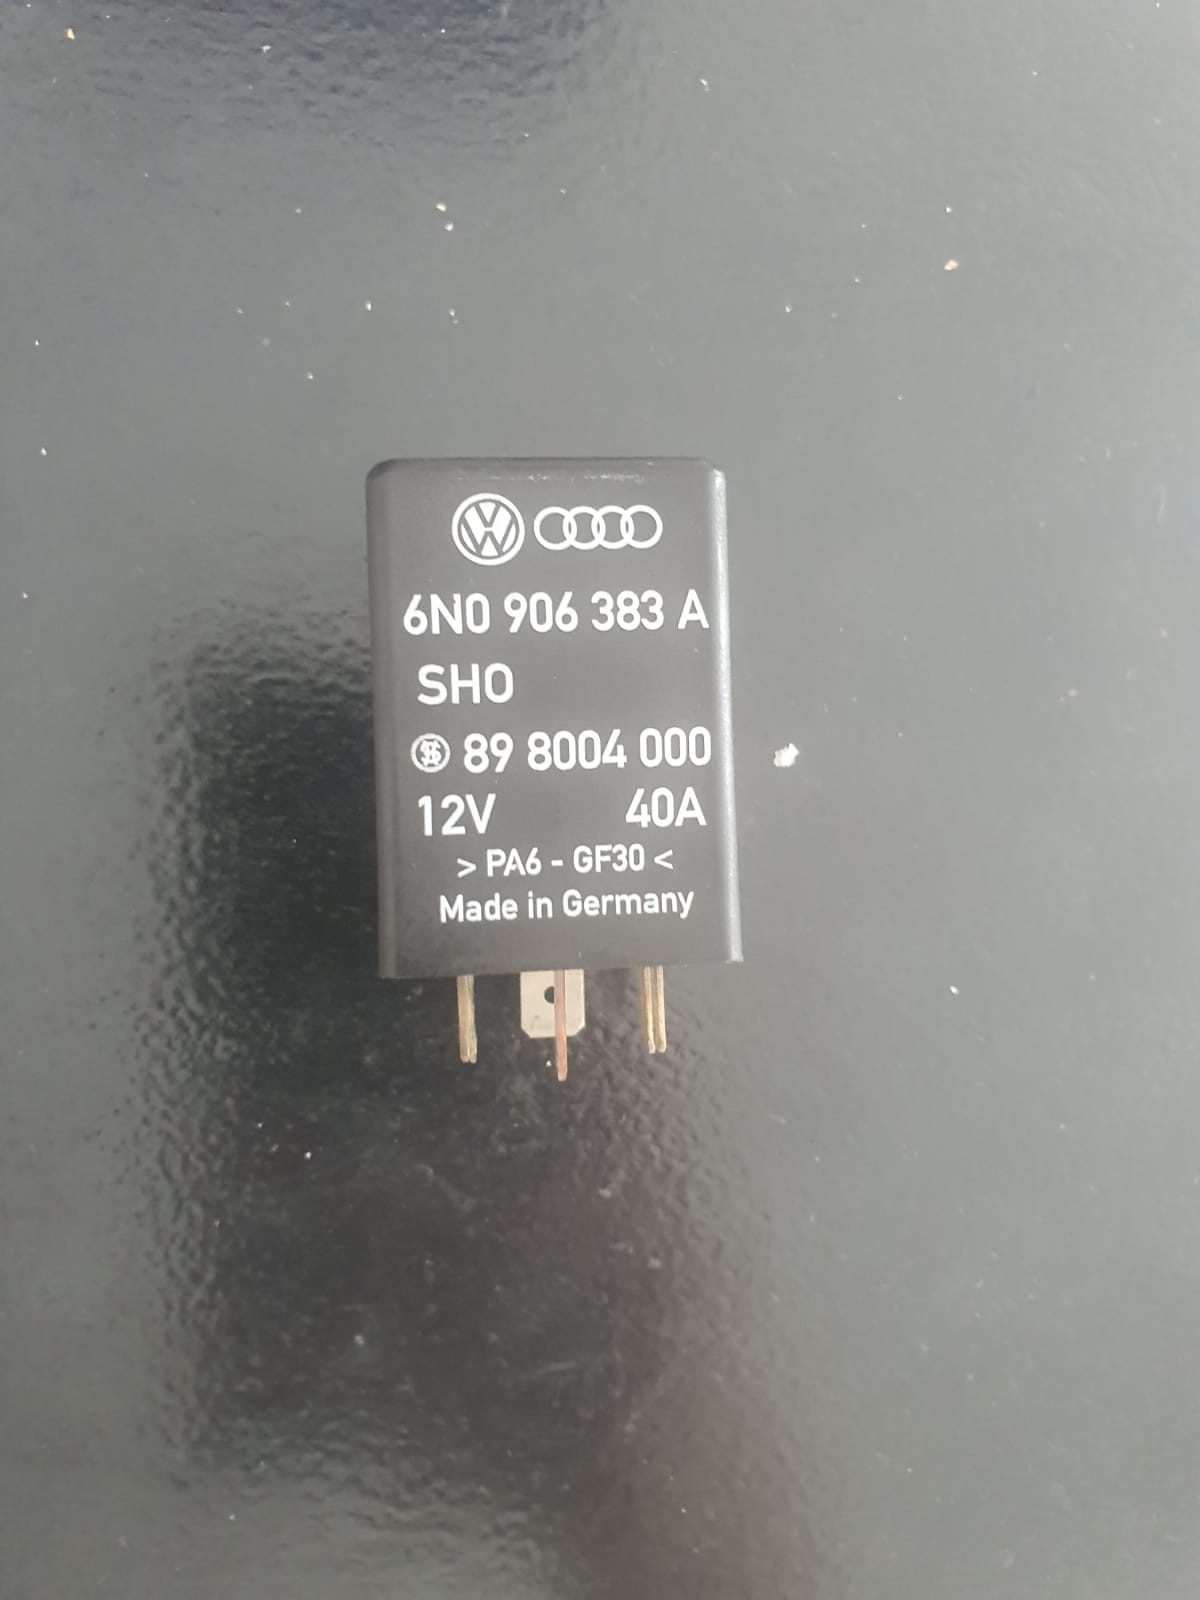 6N0 906 383 A
SHO
89 8004 000
12V 40A
> PA6 - GF30 <
Made in Germany